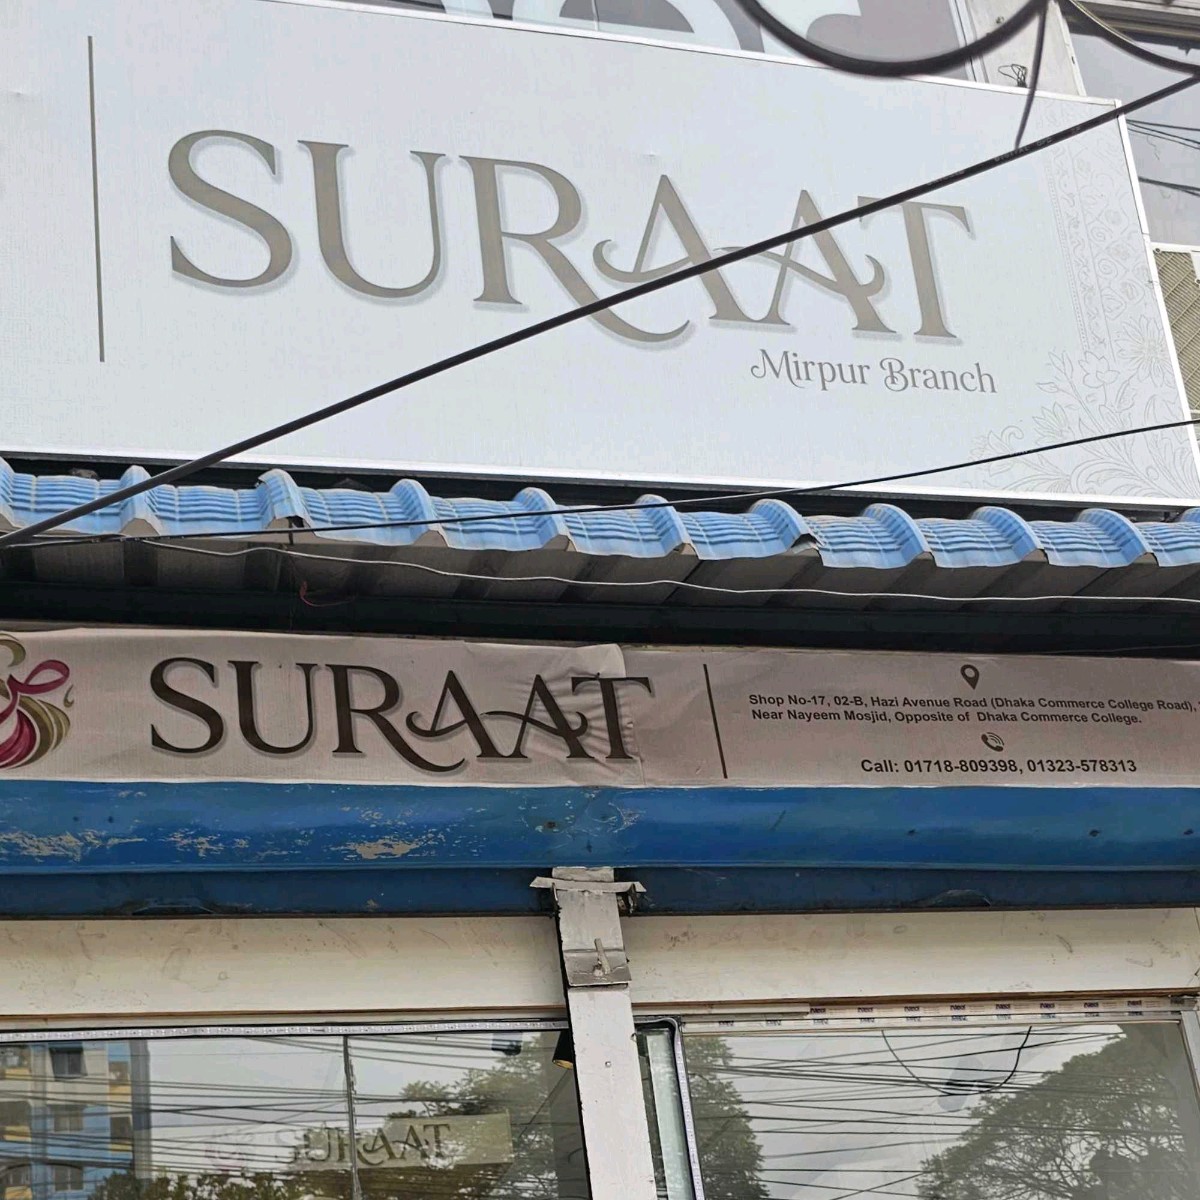 SURAAT
Mirpur Branch
SURAAT
Shop No-17, 02-B, Hazi Avenue Road (Dhaka Commerce College Road),
Near Nayeem Mosjid, Opposite of Dhaka Commerce College.
Call: 01718-809398, 01323-578313
SURAAT